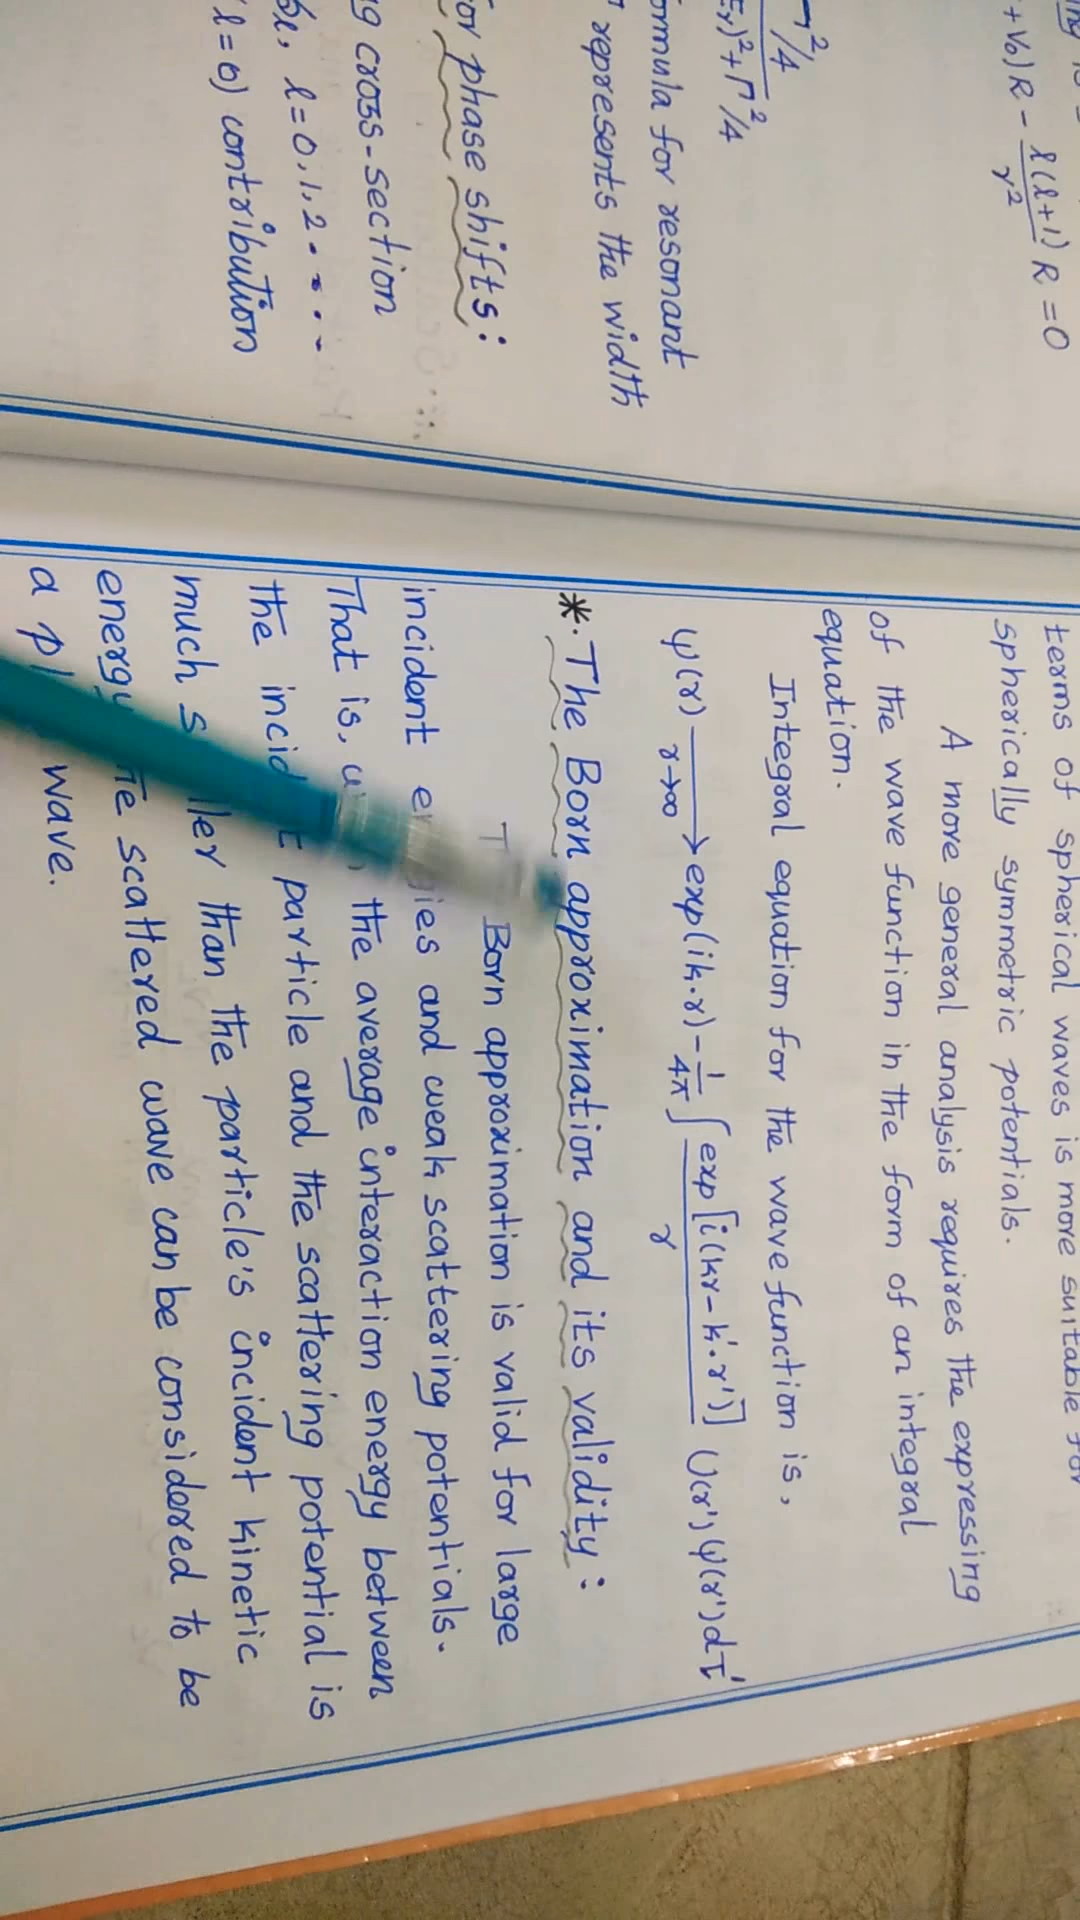 + V₀) R - l(l+1)/r² R = 0
Γ²/4
Er)² + Γ²/4
ormula for resonant
represents the width
or phase shifts:
g cross-section
l = 0, 1, 2 . . . .
l = 0) contribution
terms of spherical waves is more suitable for
spherically symmetric potentials.
A more general analysis requires the expressing
of the wave function in the form of an integral
equation.
Integral equation for the wave function is,
ψ(r) ⟶ exp(ik·r) - 1/4π ∫ exp[i(kr - k'·r')]/r U(r') ψ(r') dτ'
r→∞
*. The Born approximation and its validity:
Born approximation is valid for large
incident and weak scattering potentials.
That is, the average interaction energy between
the particle and the scattering potential is
much than the particle's incident kinetic
scattered wave can be considered to be
a wave.